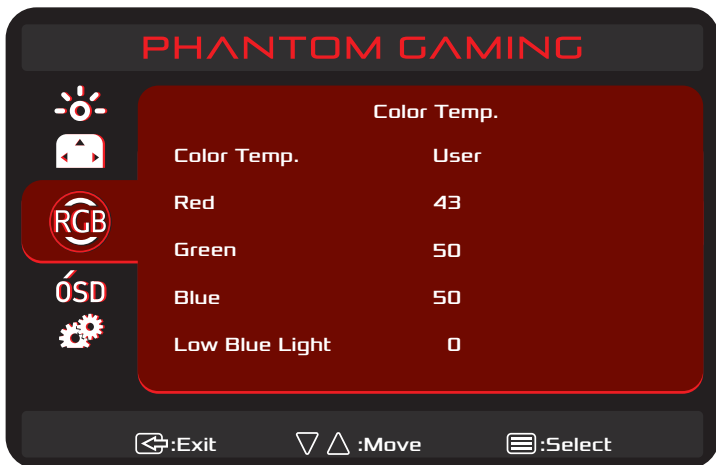 PHANTOM GAMING
Color Temp.
Color Temp. User
Red 43
RGB
Green 50
Blue 50
OSD
Low Blue Light 0
:Exit :Move :Select